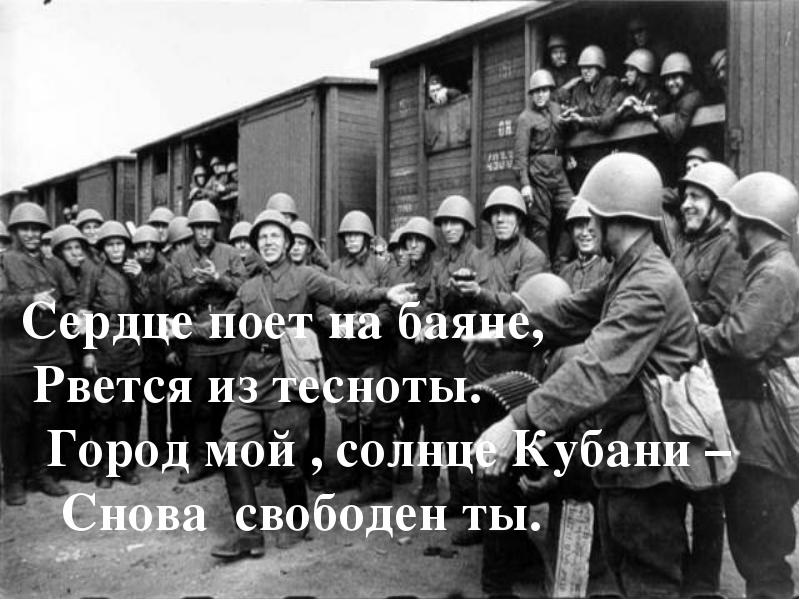 Сердце поет на баяне,
Рвется из тесноты.
Город мой , солнце Кубани –
Снова свободен ты.